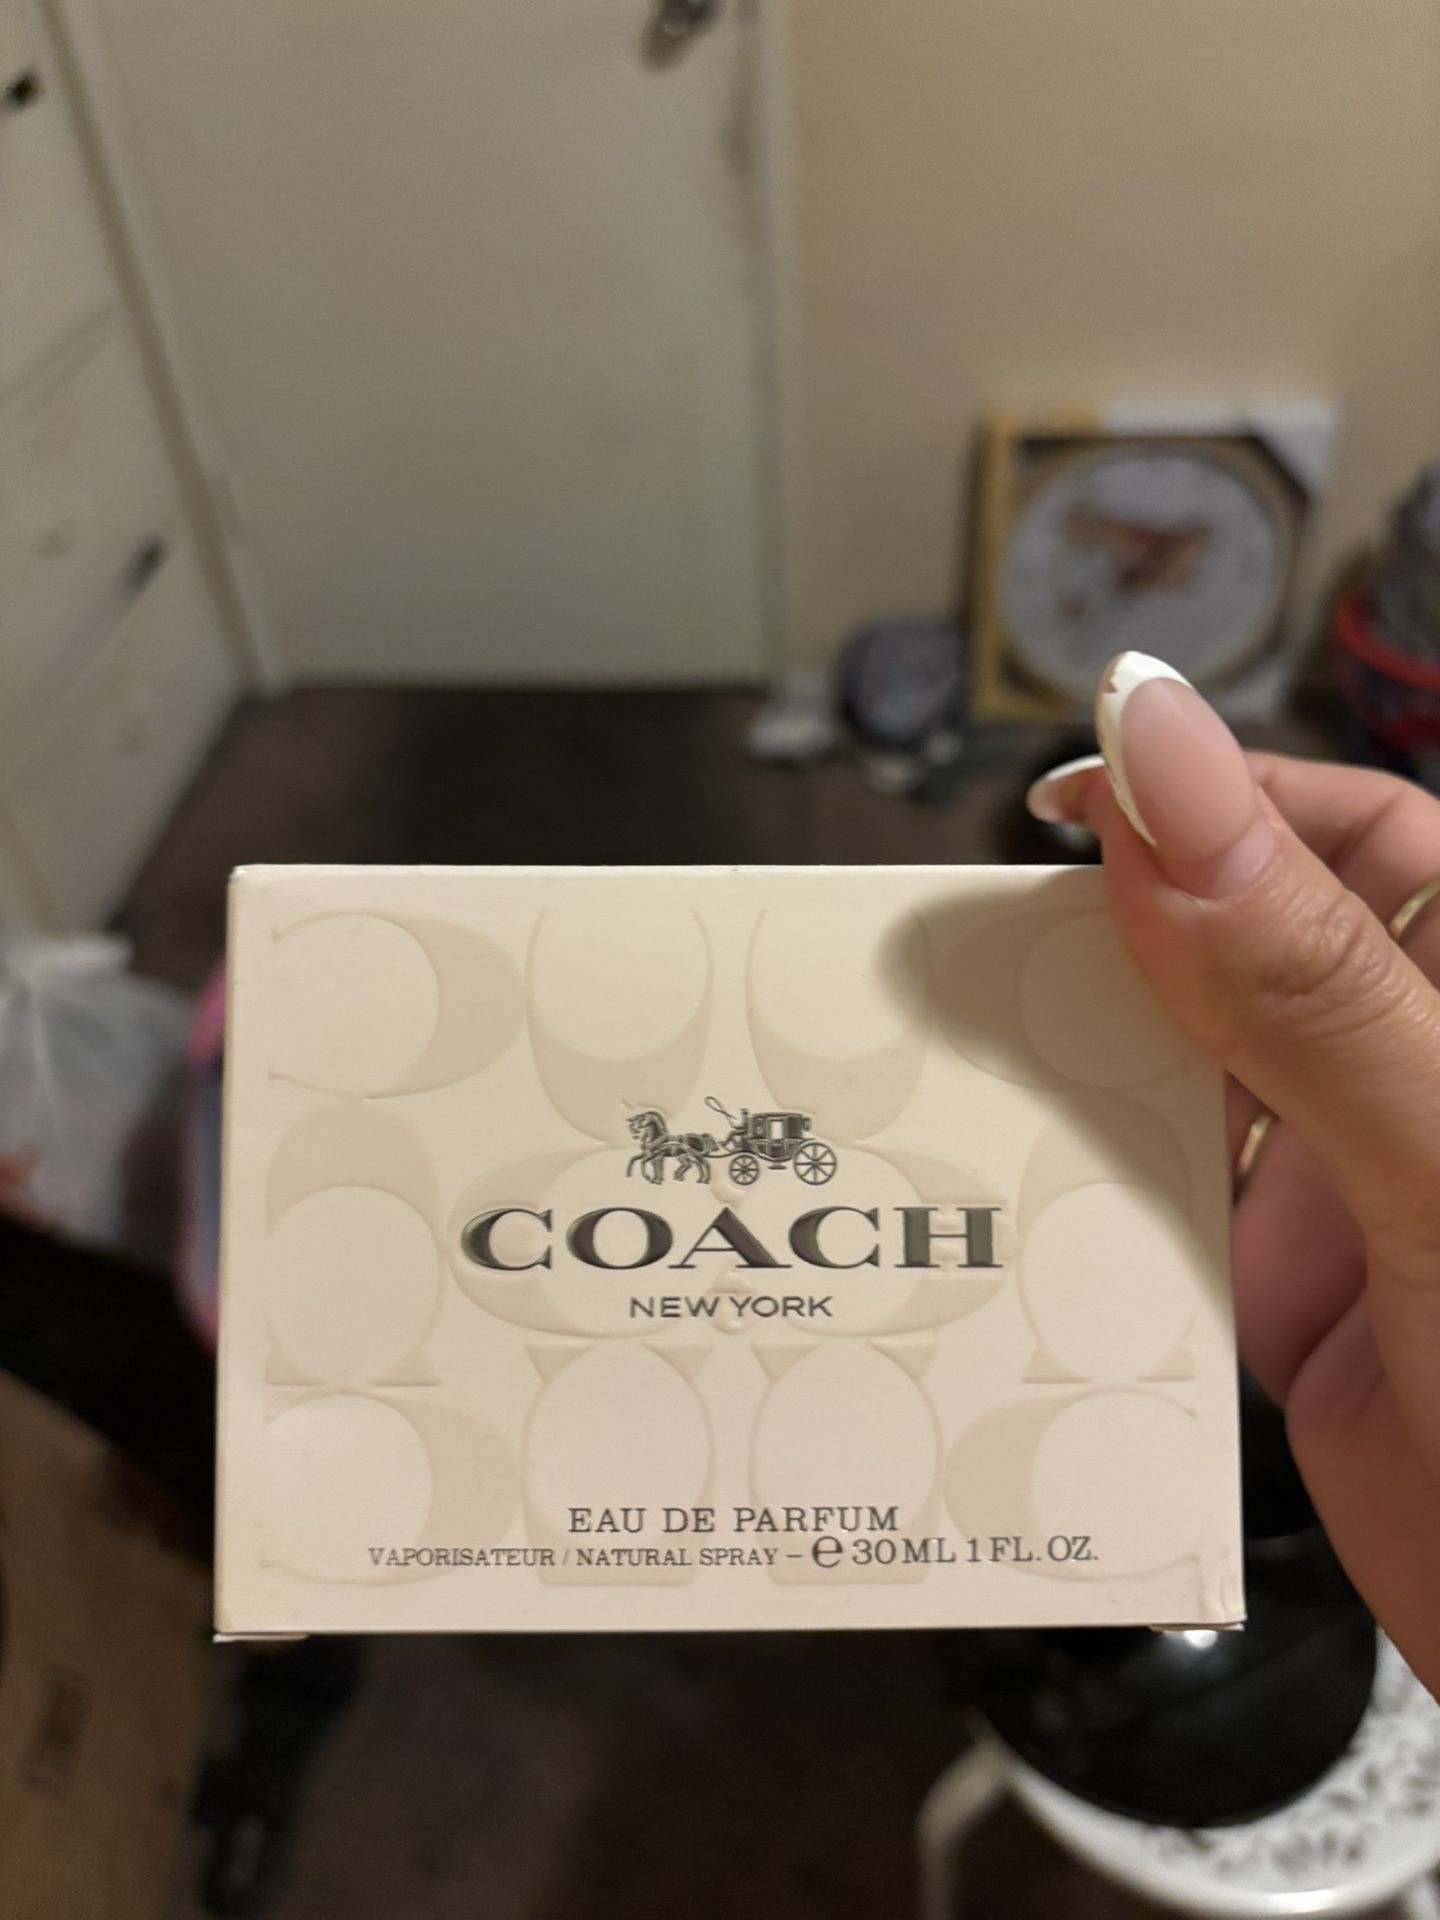 COACH
NEW YORK
EAU DE PARFUM
VAPORISATEUR / NATURAL SPRAY – ℮ 30 ML 1 FL. OZ.